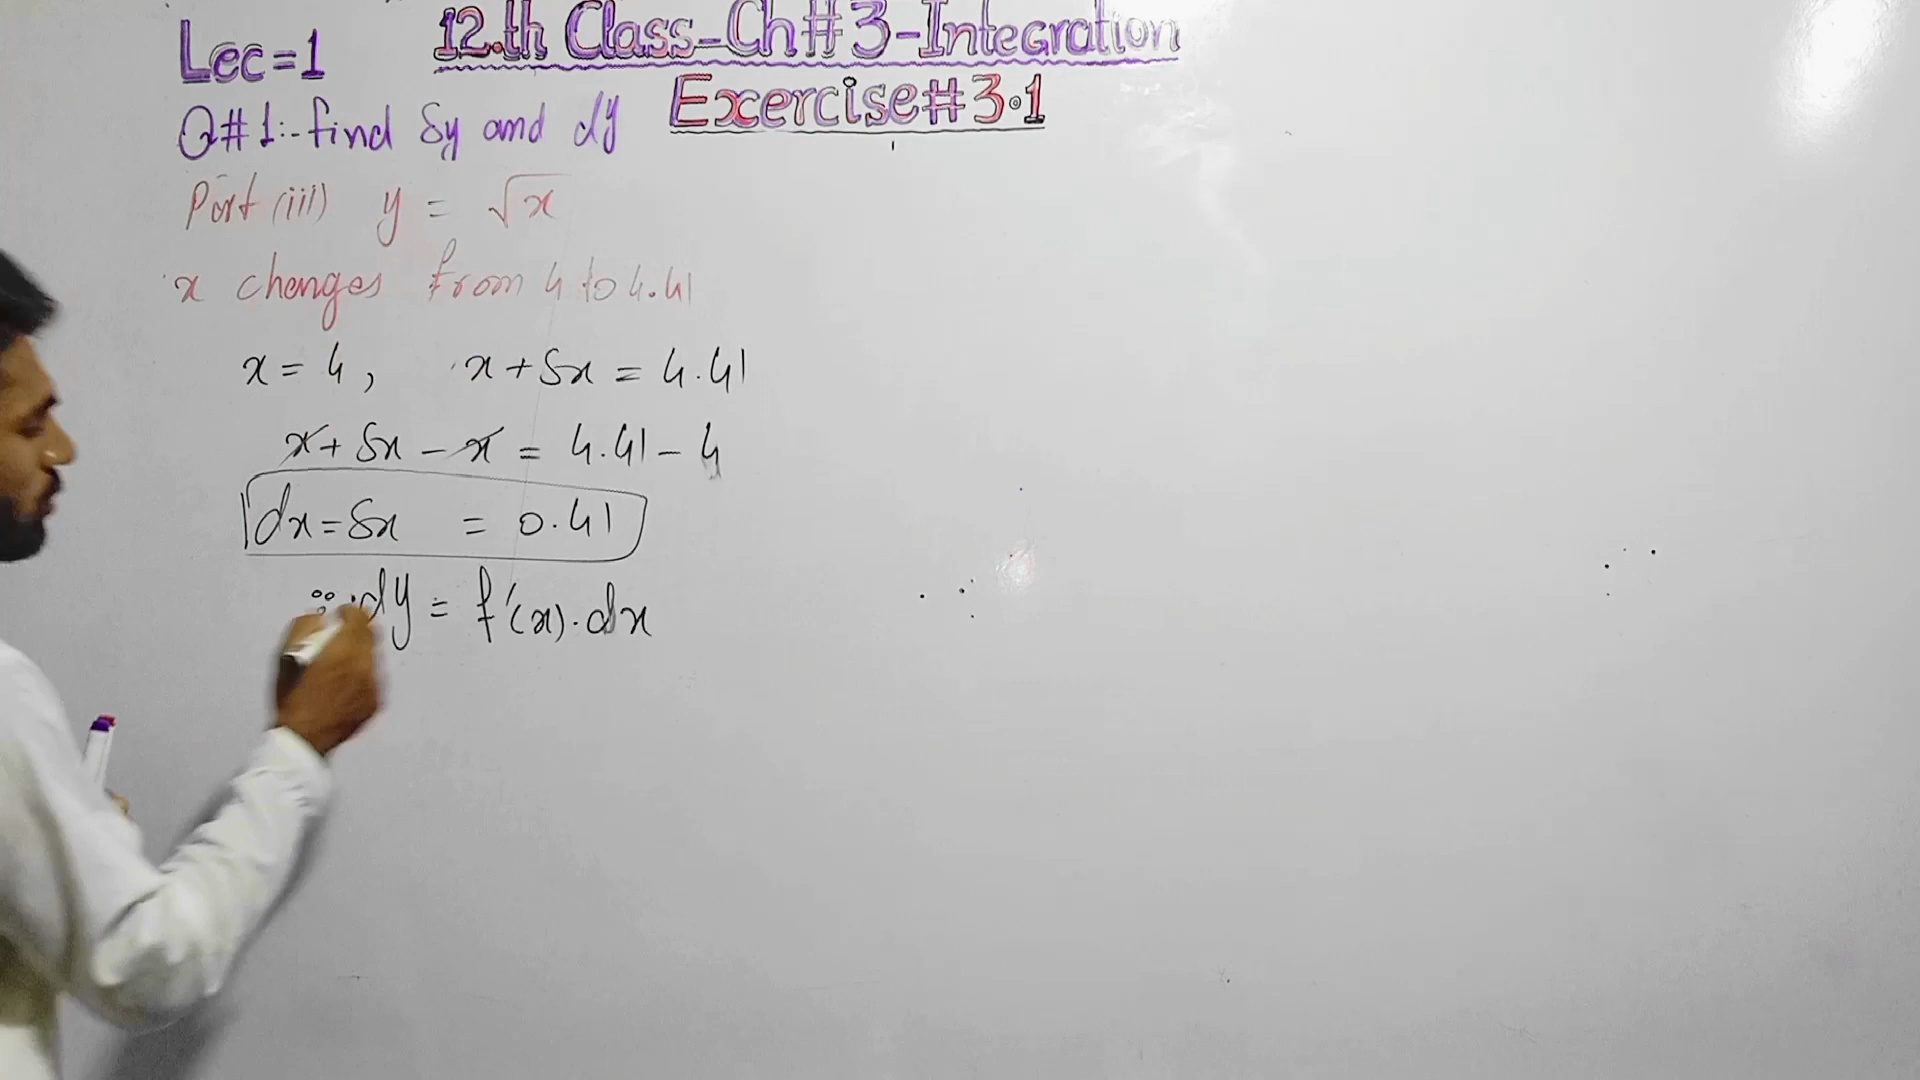 Lec=1
12.th Class-Ch#3-Integration
Exercise#3.1
Q#1:- find δy and dy
Part (iii) y = √x
x changes from 4 to 4.41
x = 4, x + δx = 4.41
x + δx - x = 4.41 - 4
dx = δx = 0.41
∵ dy = f'(x). dx